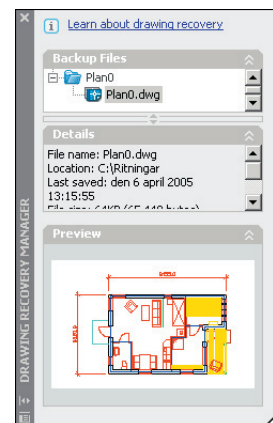 Learn about drawing recovery
Backup Files
Plan0
Plan0.dwg
Details
File name: Plan0.dwg
Location: C:\Ritningar
Last saved: den 6 april 2005
13:15:55
Preview
DRAWING RECOVERY MANAGER